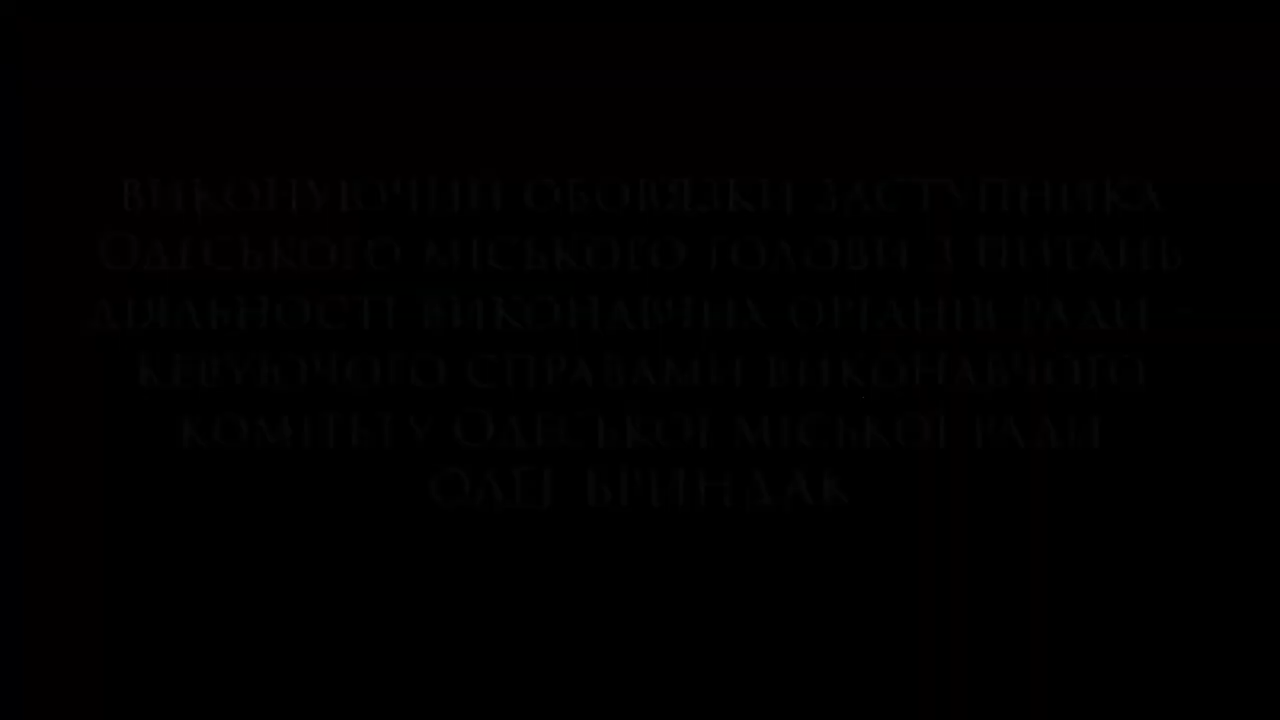 ВИКОНУЮЧИЙ ОБОВ'ЯЗКИ ЗАСТУПНИКА
ОДЕСЬКОГО МІСЬКОГО ГОЛОВИ З ПИТАНЬ
ДІЯЛЬНОСТІ ВИКОНАВЧИХ ОРГАНІВ РАДИ –
КЕРУЮЧОГО СПРАВАМИ ВИКОНАВЧОГО
КОМІТЕТУ ОДЕСЬКОЇ МІСЬКОЇ РАДИ
ОЛЕГ БРИНДАК